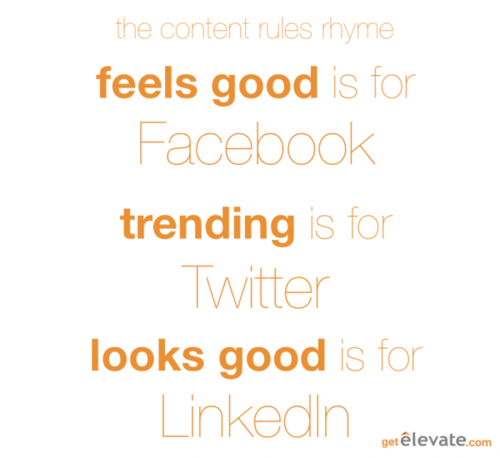 the content rules rhyme
feels good is for
Facebook
trending is for
Twitter
looks good is for
LinkedIn
getelevate.com